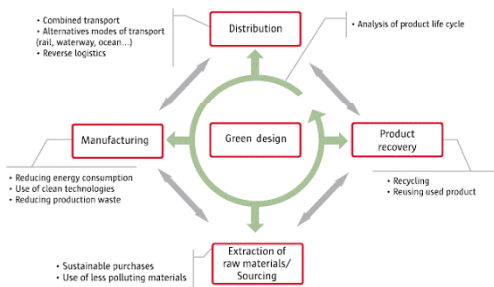 • Combined transport
• Alternatives modes of transport
(rail, waterway, ocean...)
• Reverse logistics
Distribution
• Analysis of product life cycle
Manufacturing
Green design
Product
recovery
• Reducing energy consumption
• Use of clean technologies
• Reducing production waste
• Recycling
• Reusing used product
Extraction of
raw materials/
Sourcing
• Sustainable purchases
• Use of less polluting materials